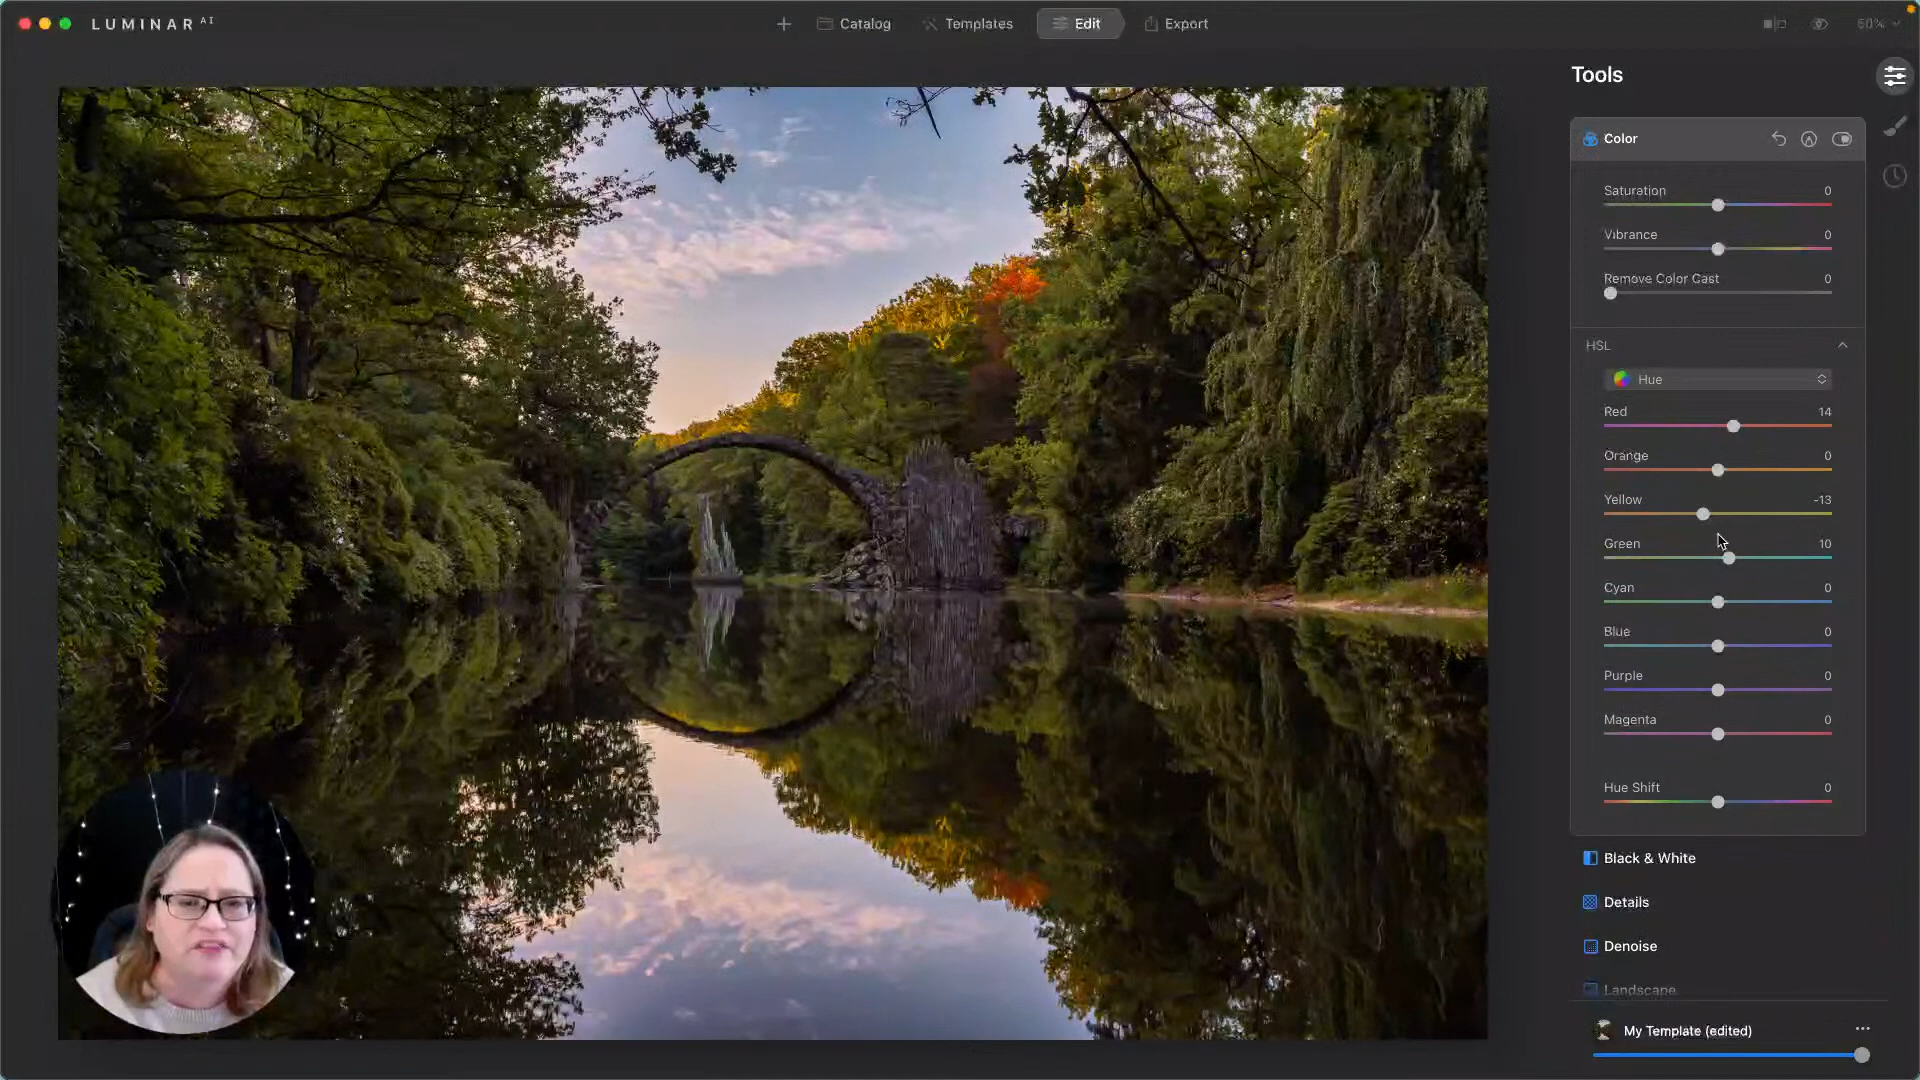 LUMINAR AI
Catalog
Templates
Edit
Export
50%
Tools
Color
Saturation 0
Vibrance 0
Remove Color Cast 0
HSL
Hue
Red 14
Orange 0
Yellow -13
Green 10
Cyan 0
Blue 0
Purple 0
Magenta 0
Hue Shift 0
Black & White
Details
Denoise
Landscape
My Template (edited)